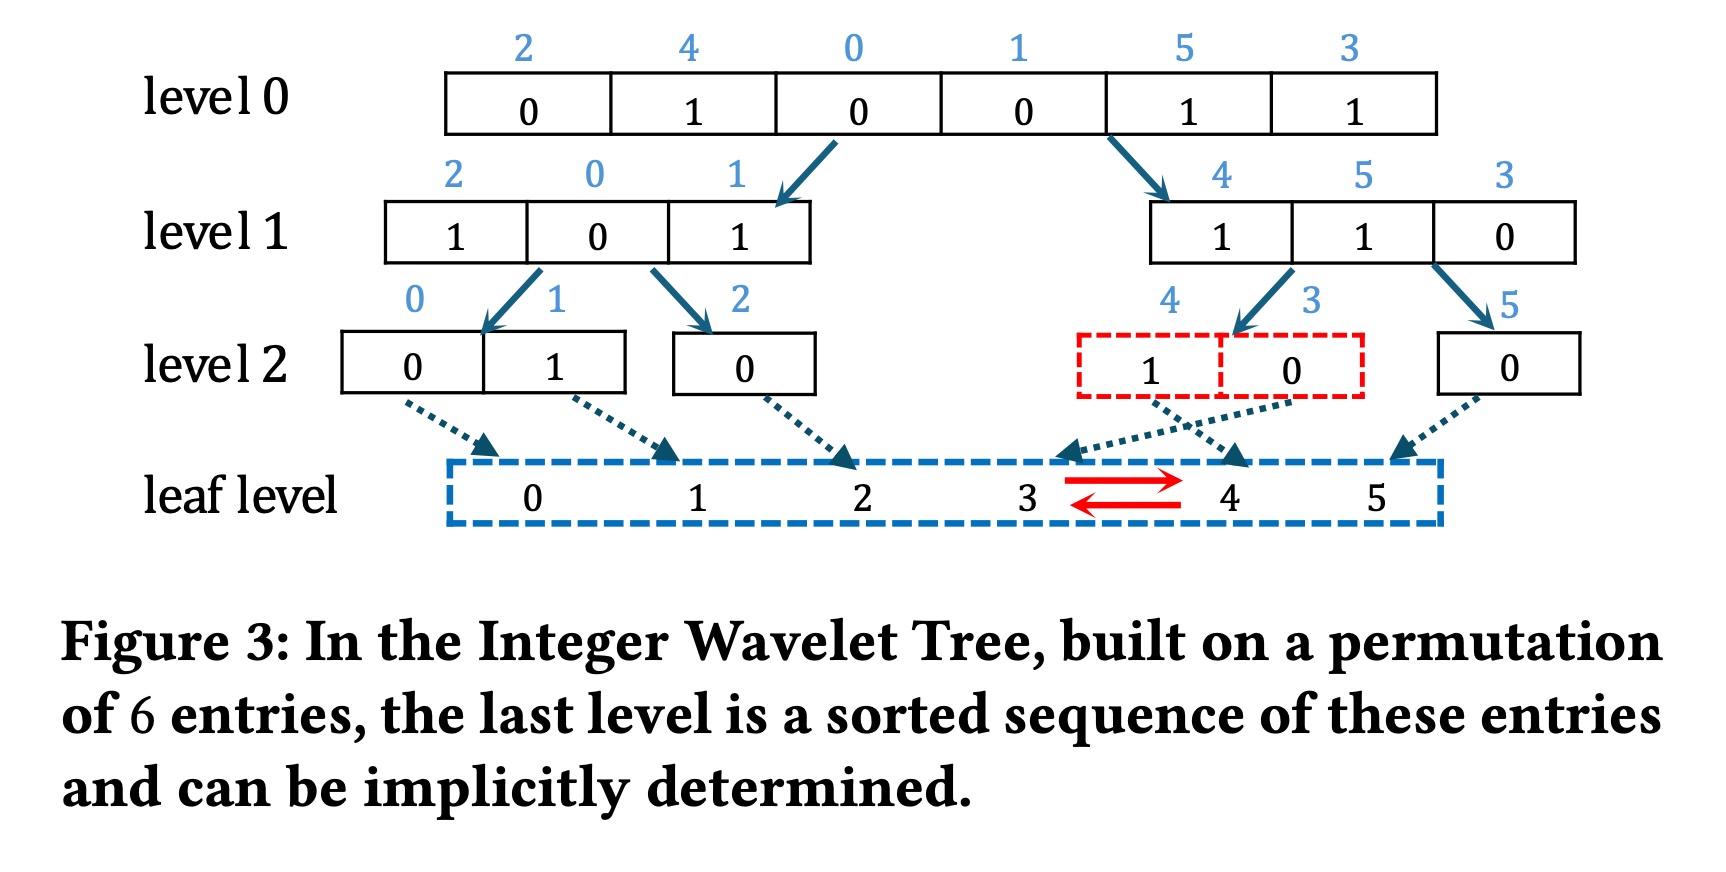 2 4 0 1 5 3
level 0 0 1 0 0 1 1
2 0 1 4 5 3
level 1 1 0 1 1 1 0
0 1 2 4 3 5
level 2 0 1 0 1 0 0
leaf level 0 1 2 3 4 5
Figure 3: In the Integer Wavelet Tree, built on a permutation
of 6 entries, the last level is a sorted sequence of these entries
and can be implicitly determined.